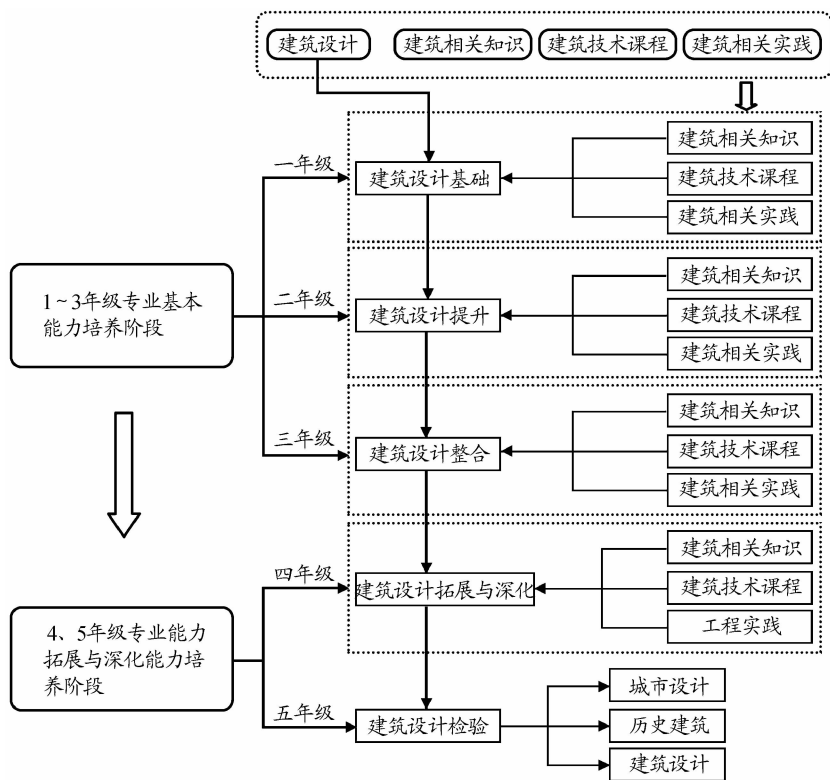 建筑设计
建筑相关知识
建筑技术课程
建筑相关实践
一年级
建筑设计基础
建筑相关知识
建筑技术课程
建筑相关实践
1~3年级专业基本
能力培养阶段
二年级
建筑设计提升
建筑相关知识
建筑技术课程
建筑相关实践
三年级
建筑设计整合
建筑相关知识
建筑技术课程
建筑相关实践
4、5年级专业能力
拓展与深化能力培
养阶段
四年级
建筑设计拓展与深化
建筑相关知识
建筑技术课程
工程实践
五年级
建筑设计检验
城市设计
历史建筑
建筑设计